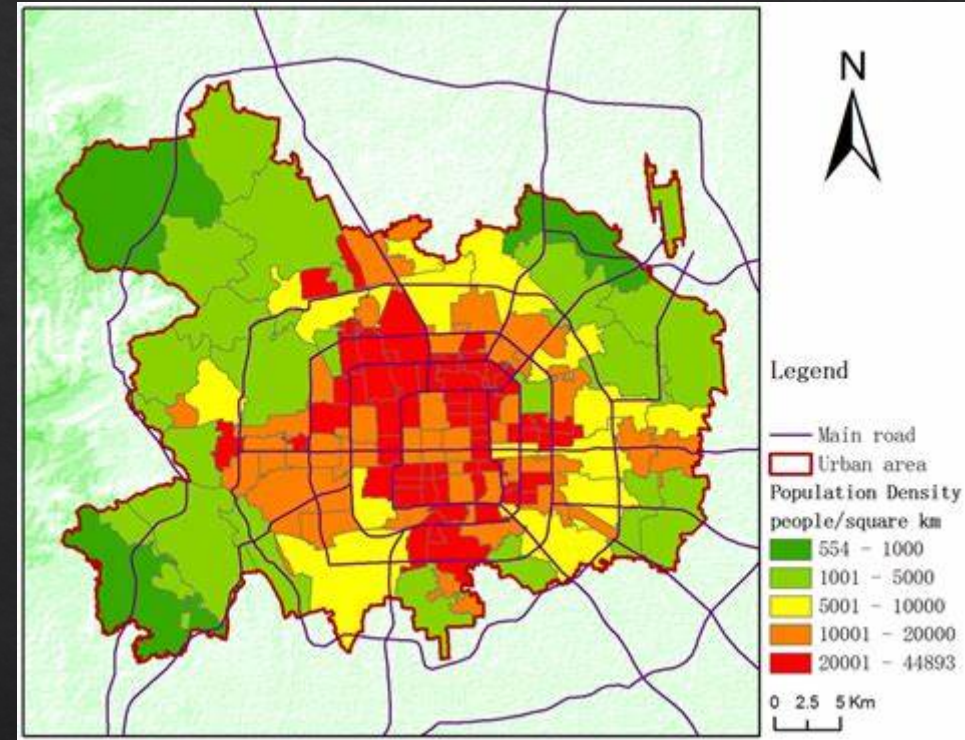 N
Legend
Main road
Urban area
Population Density
people/square km
554 - 1000
1001 - 5000
5001 - 10000
10001 - 20000
20001 - 44893
0 2.5 5 Km